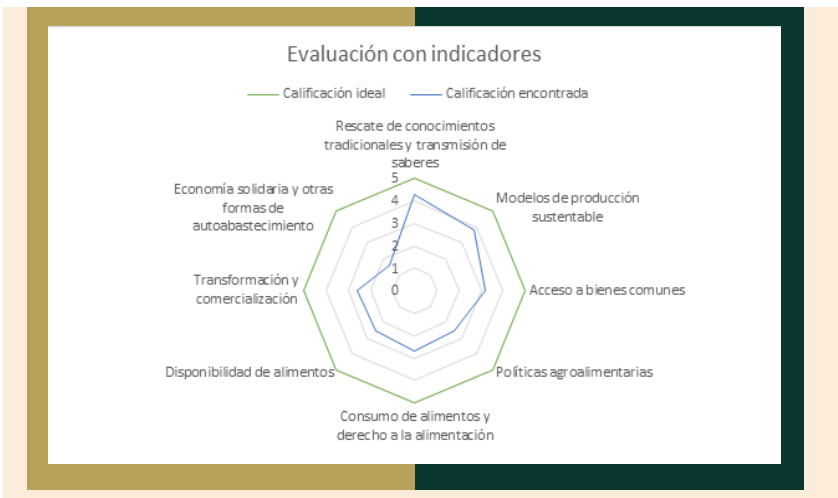 Evaluación con indicadores
Calificación ideal
Calificación encontrada
Rescate de conocimientos
tradicionales y transmisión de
saberes
Economía solidaria y otras
formas de
autoabastecimiento
Modelos de producción
sustentable
5
4
3
2
1
0
Transformación y
comercialización
Acceso a bienes comunes
Disponibilidad de alimentos
Políticas agroalimentarias
Consumo de alimentos y
derecho a la alimentación